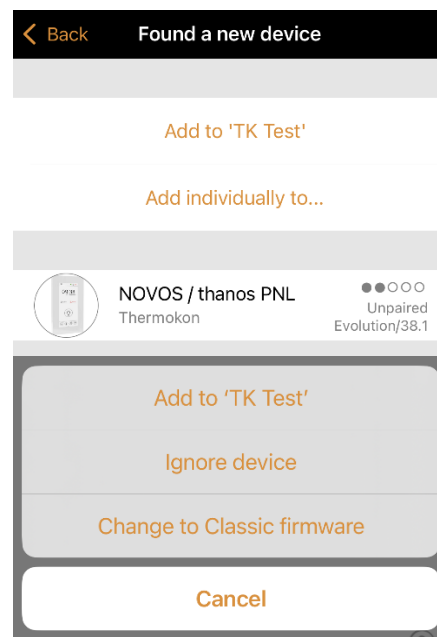 Back
Found a new device
Add to 'TK Test'
Add individually to...
NOVOS / thanos PNL
Thermokon
Unpaired
Evolution/38.1
Add to ‘TK Test’
Ignore device
Change to Classic firmware
Cancel